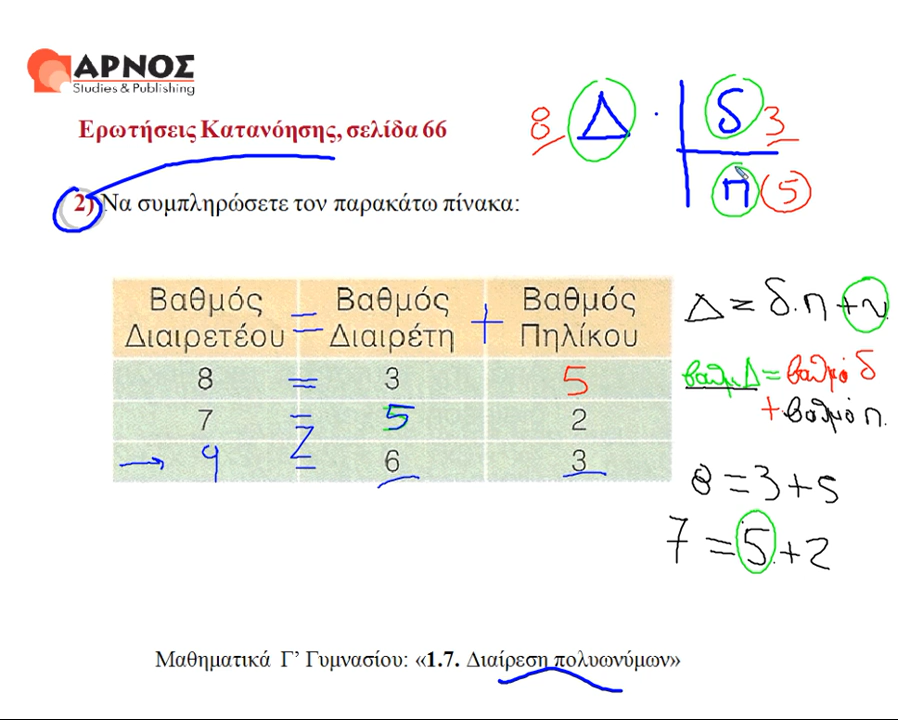 ΑΡΝΟΣ
Studies & Publishing
Ερωτήσεις Κατανόησης, σελίδα 66
8 Δ . δ 3
π (5)
2) Να συμπληρώσετε τον παρακάτω πίνακα:
Βαθμός Διαιρετέου = Βαθμός Διαιρέτη + Βαθμός Πηλίκου
8 = 3 5
7 = 5 2
→ 9 = 6 3
Δ = δ.π + υ
βαθμ Δ = βαθμό δ
+ βαθμό π.
8 = 3 + 5
7 = 5 + 2
Μαθηματικά Γ’ Γυμνασίου: «1.7. Διαίρεση πολυωνύμων»